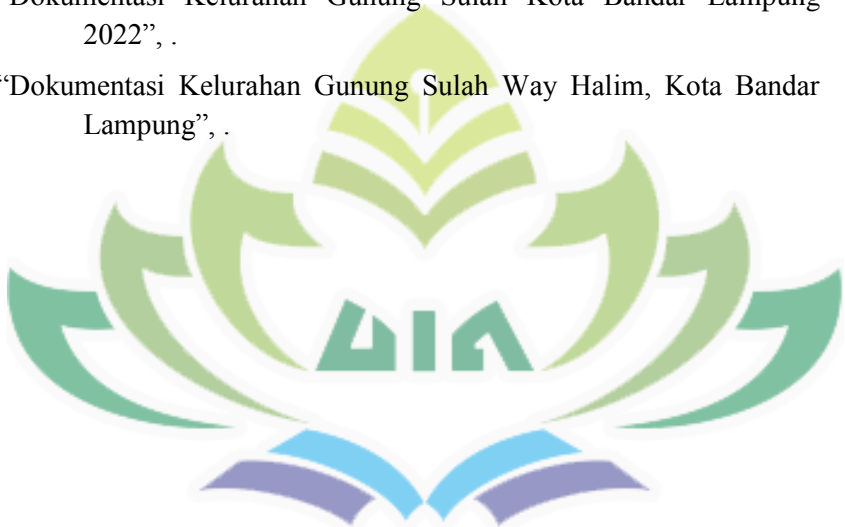 “Dokumentasi Kelurahan Gunung Sulah Kota Bandar Lampung
2022”, .
“Dokumentasi Kelurahan Gunung Sulah Way Halim, Kota Bandar
Lampung”, .